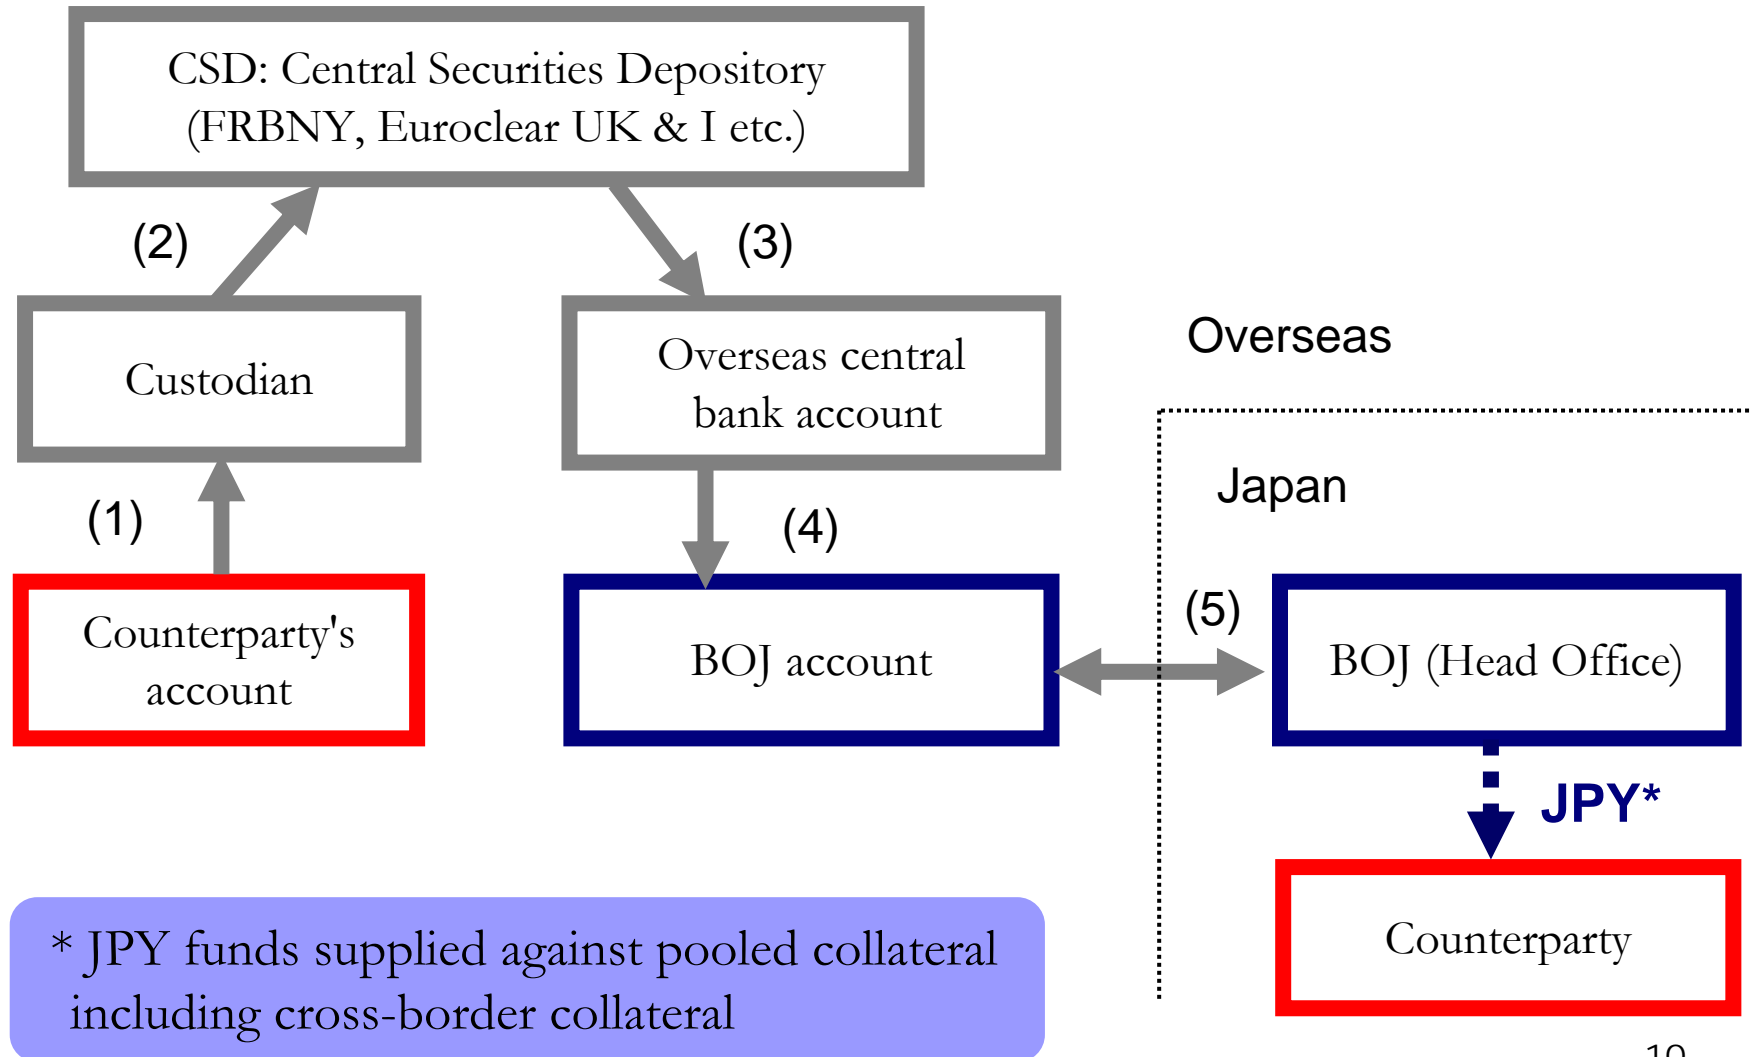 CSD: Central Securities Depository
(FRBNY, Euroclear UK & I etc.)
(2)
(3)
Custodian
Overseas central
bank account
Overseas
Japan
(1)
(4)
(5)
Counterparty's
account
BOJ account
BOJ (Head Office)
JPY*
Counterparty
* JPY funds supplied against pooled collateral
including cross-border collateral
10